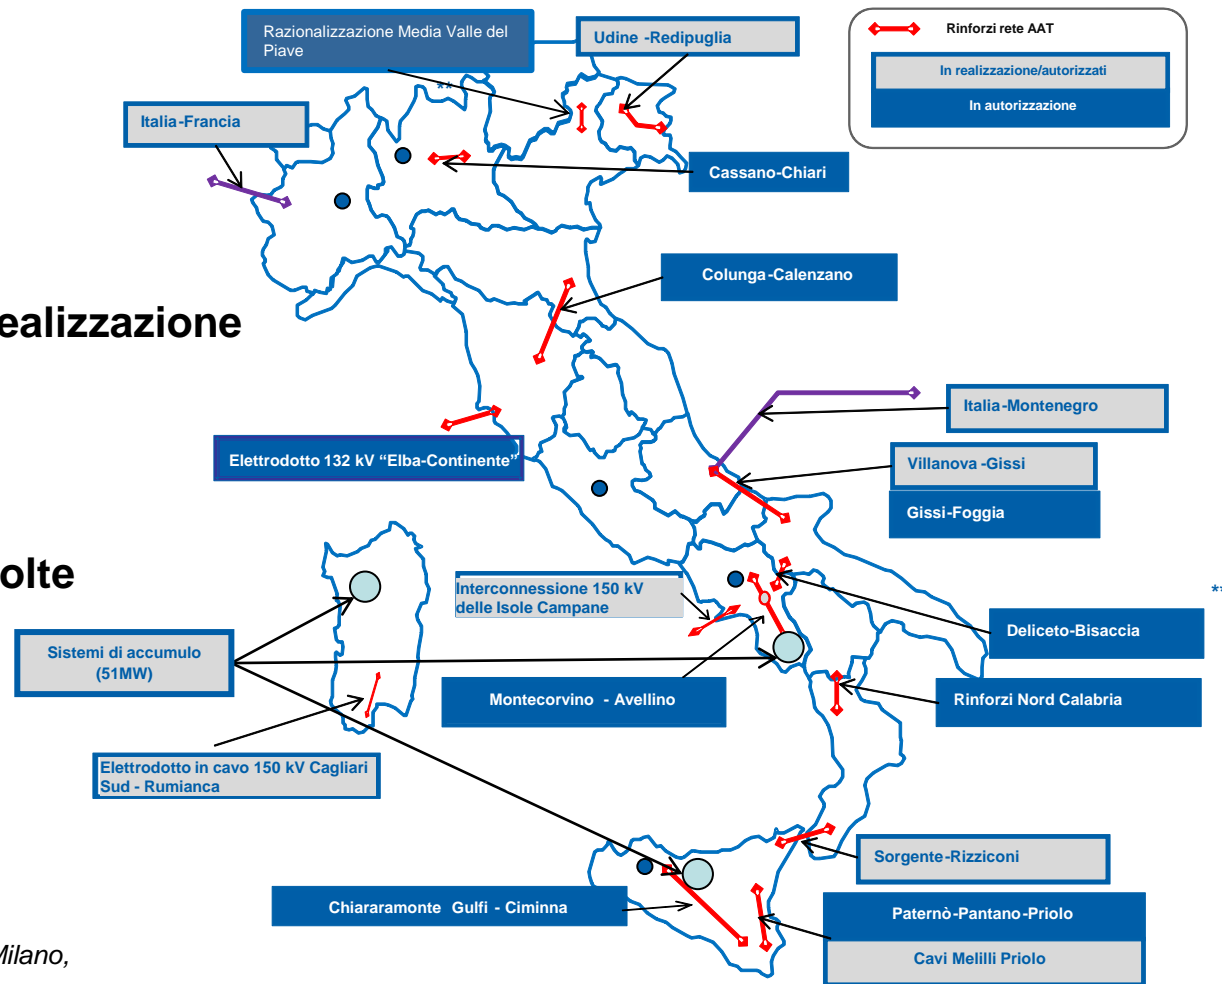 Razionalizzazione Media Valle del
Piave
Udine -Redipuglia
Rinforzi rete AAT
In realizzazione/autorizzati
In autorizzazione
**
Italia-Francia
Cassano-Chiari
Colunga-Calenzano
ealizzazione
Italia-Montenegro
Elettrodotto 132 kV “Elba-Continente”
Villanova -Gissi
Gissi-Foggia
olte
Interconnessione 150 kV
delle Isole Campane
**
Deliceto-Bisaccia
Sistemi di accumulo
(51MW)
Montecorvino - Avellino
Rinforzi Nord Calabria
Elettrodotto in cavo 150 kV Cagliari
Sud - Rumianca
Sorgente-Rizziconi
Chiararamonte Gulfi - Ciminna
Paternò-Pantano-Priolo
Cavi Melilli Priolo
Milano,